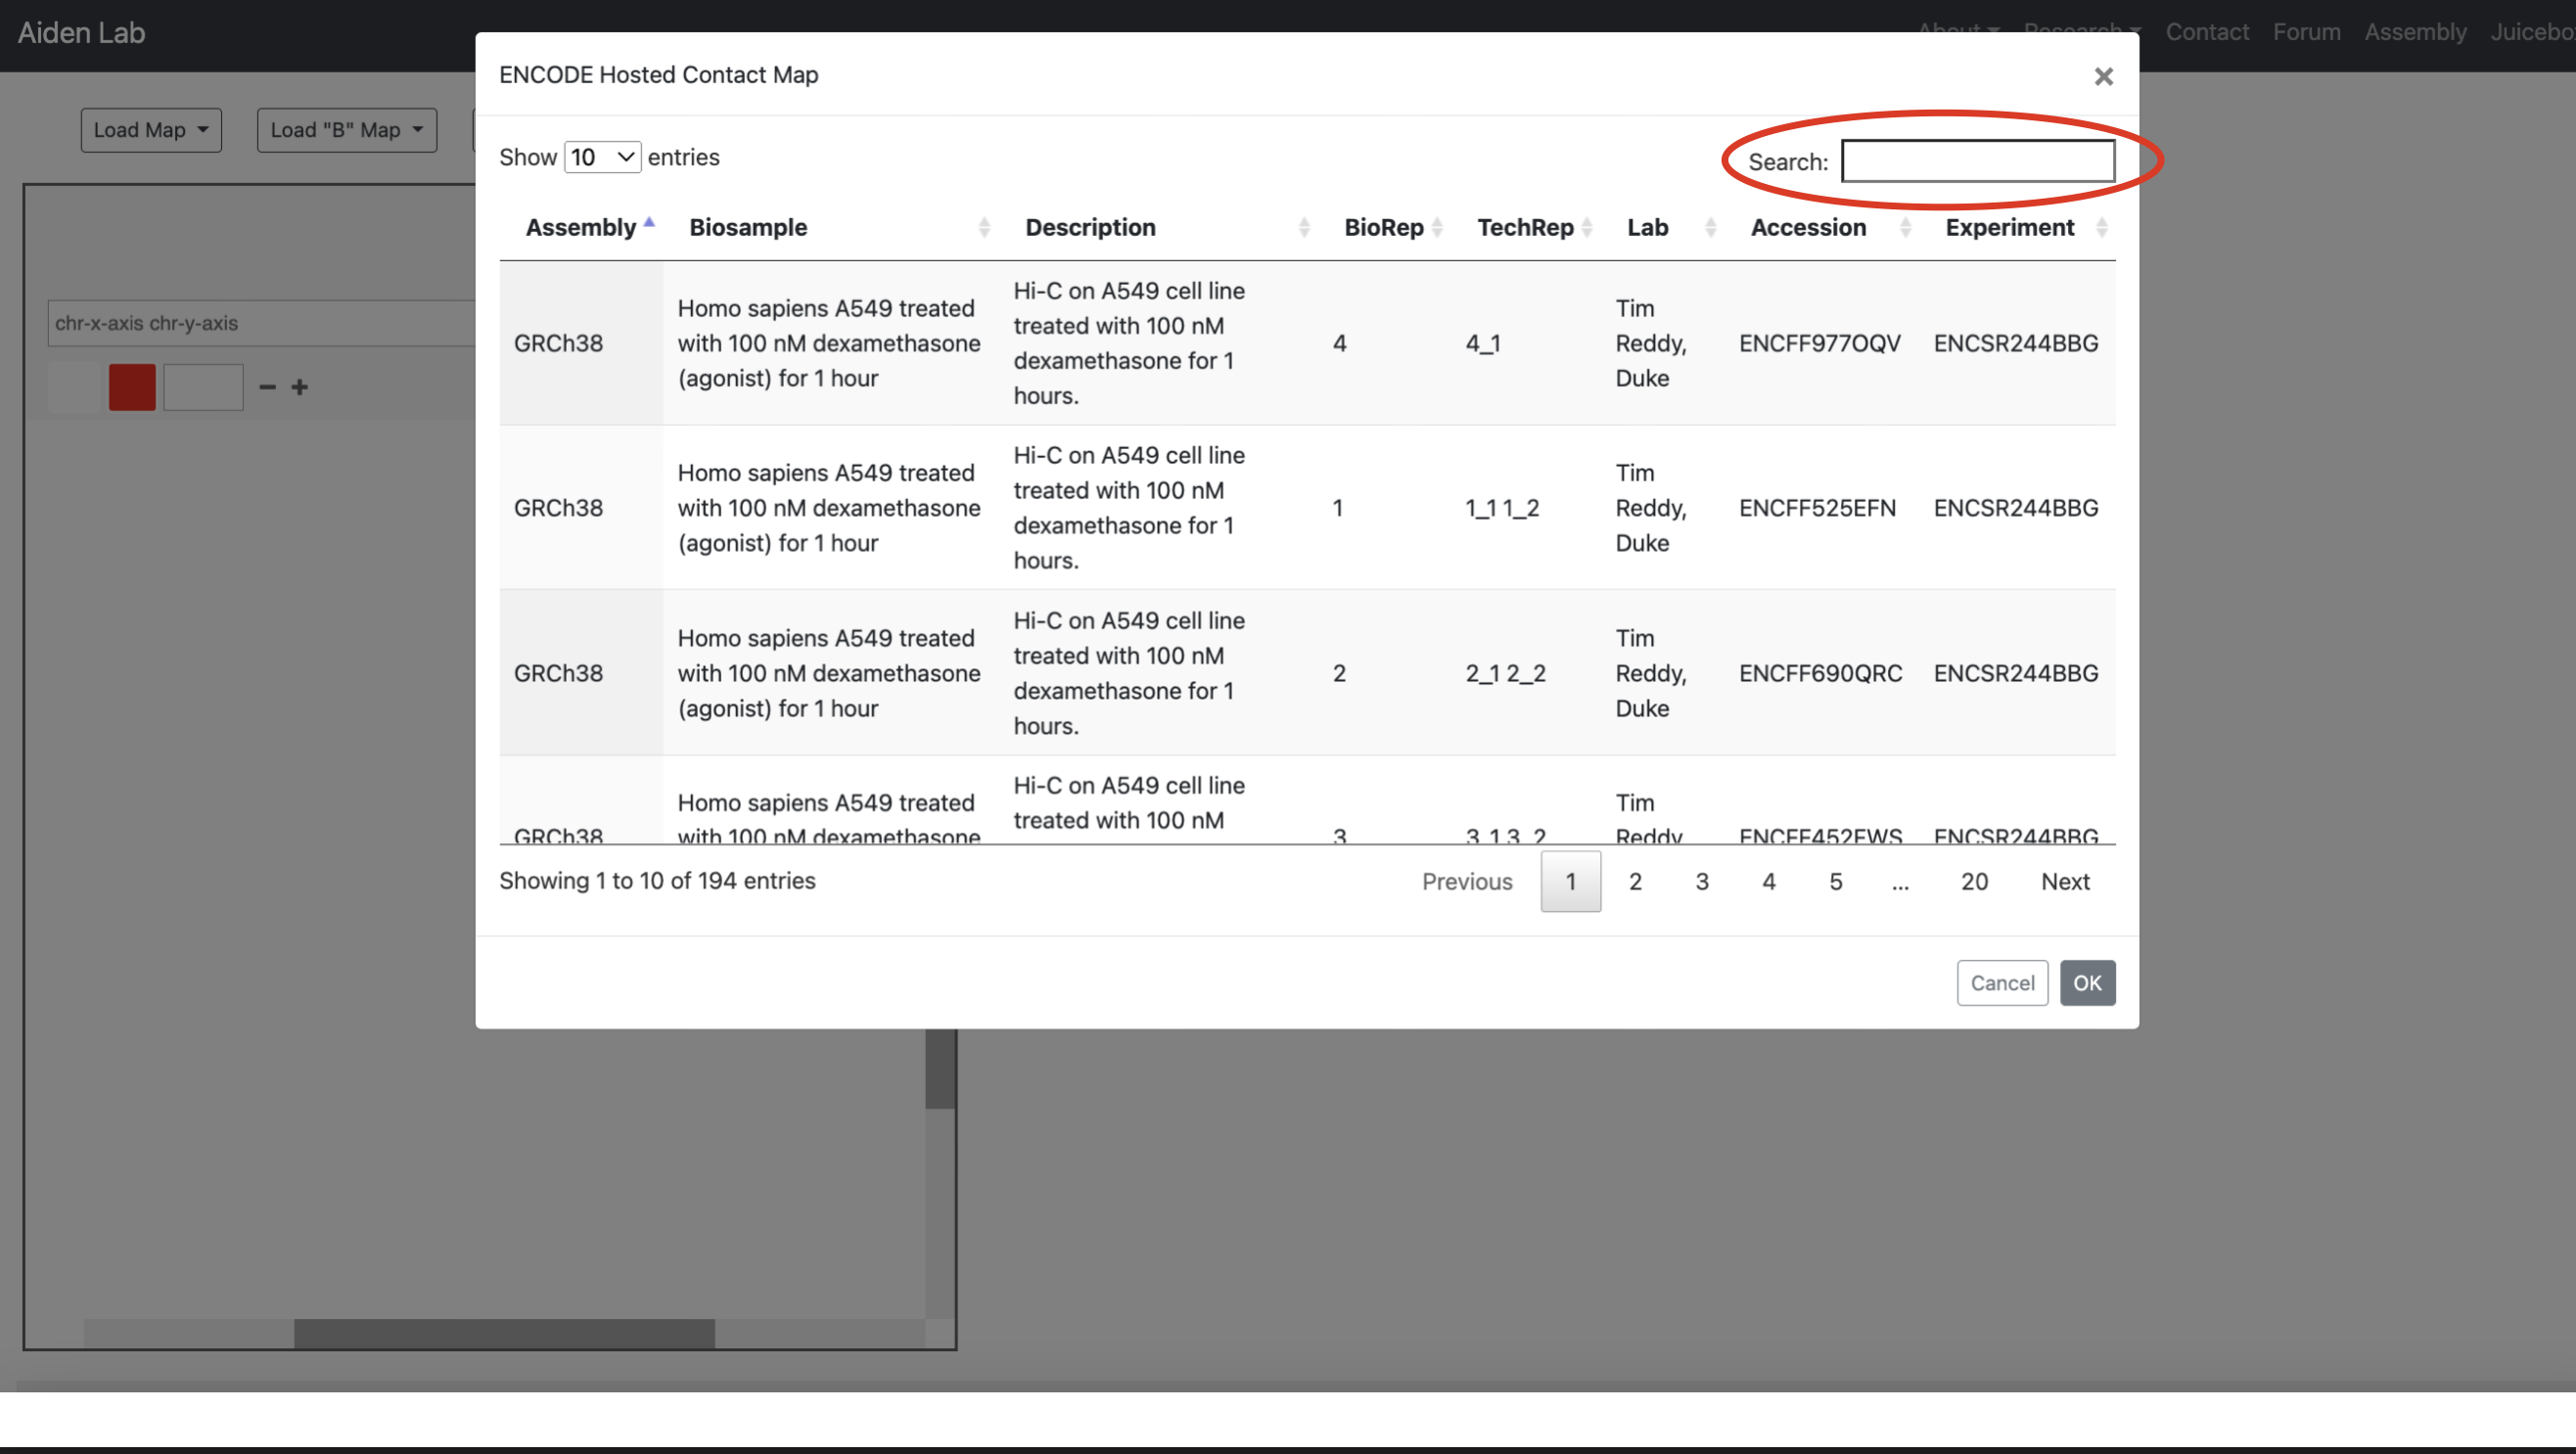 Aiden Lab
About Research Contact Forum Assembly
ENCODE Hosted Contact Map ×
Load Map Load "B" Map
Show 10 entries
Search:
Assembly Biosample Description BioRep TechRep Lab Accession Experiment
chr-x-axis chr-y-axis
− +
GRCh38
Homo sapiens A549 treated
with 100 nM dexamethasone
(agonist) for 1 hour
Hi-C on A549 cell line
treated with 100 nM
dexamethasone for 1
hours.
4
4_1
Tim
Reddy,
Duke
ENCFF977OQV
ENCSR244BBG
GRCh38
Homo sapiens A549 treated
with 100 nM dexamethasone
(agonist) for 1 hour
Hi-C on A549 cell line
treated with 100 nM
dexamethasone for 1
hours.
1
1_1 1_2
Tim
Reddy,
Duke
ENCFF525EFN
ENCSR244BBG
GRCh38
Homo sapiens A549 treated
with 100 nM dexamethasone
(agonist) for 1 hour
Hi-C on A549 cell line
treated with 100 nM
dexamethasone for 1
hours.
2
2_1 2_2
Tim
Reddy,
Duke
ENCFF690QRC
ENCSR244BBG
GRCh38
Homo sapiens A549 treated
with 100 nM dexamethasone
Hi-C on A549 cell line
treated with 100 nM
3
3_1 3_2
Tim
Reddy
ENCSR244BBG
Showing 1 to 10 of 194 entries
Previous 1 2 3 4 5 ... 20 Next
Cancel OK